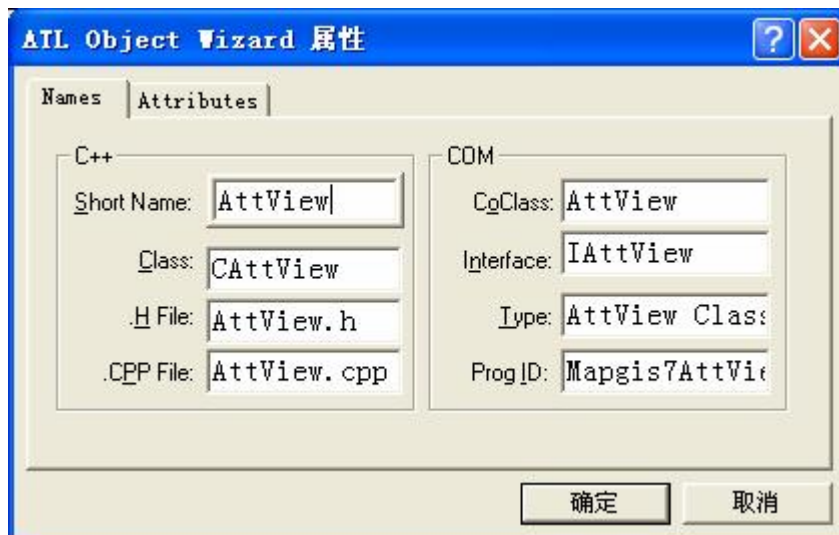 ATL Object Wizard 属性
Names
Attributes
C++
Short Name: AttView
Class: CAttView
.H File: AttView.h
.CPP File: AttView.cpp
COM
CoClass: AttView
Interface: IAttView
Type: AttView Class
Prog ID: Mapgis7AttVie
确定
取消